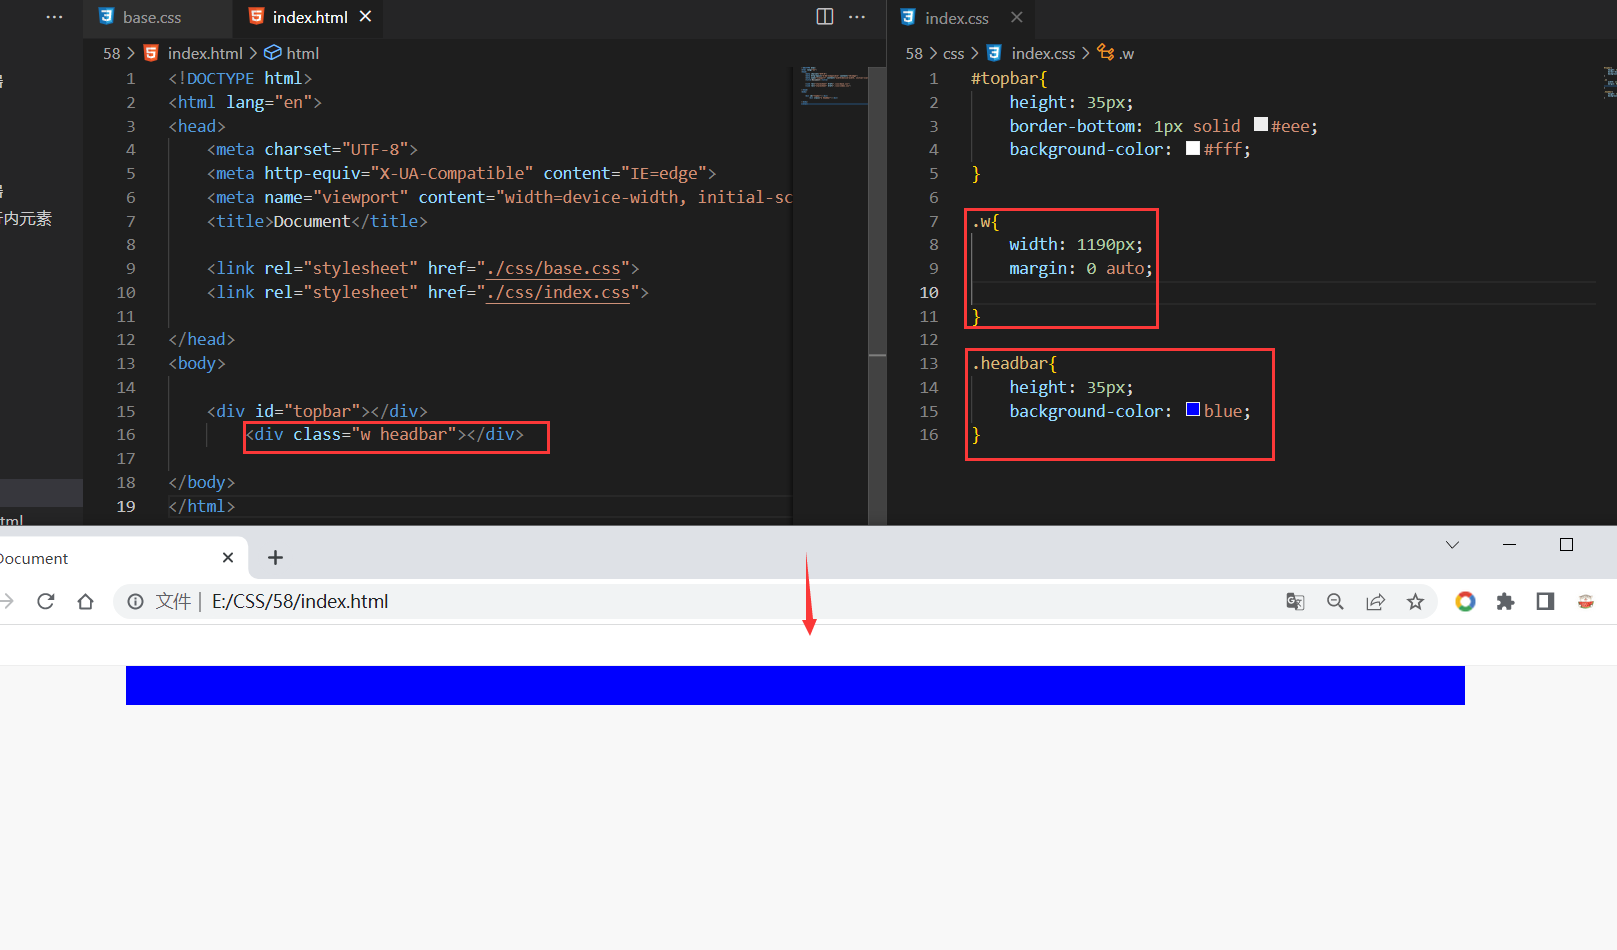 base.css
index.html
index.css
58 > index.html > html
58 > css > index.css > .w
行内元素
1 <!DOCTYPE html>
2 <html lang="en">
3 <head>
4 <meta charset="UTF-8">
5 <meta http-equiv="X-UA-Compatible" content="IE=edge">
6 <meta name="viewport" content="width=device-width, initial-sc
7 <title>Document</title>
8
9 <link rel="stylesheet" href="./css/base.css">
10 <link rel="stylesheet" href="./css/index.css">
11
12 </head>
13 <body>
14
15 <div id="topbar"></div>
16 <div class="w headbar"></div>
17
18 </body>
19 </html>
tml
1 #topbar{
2 height: 35px;
3 border-bottom: 1px solid #eee;
4 background-color: #fff;
5 }
6
7 .w{
8 width: 1190px;
9 margin: 0 auto;
10
11 }
12
13 .headbar{
14 height: 35px;
15 background-color: blue;
16 }
Document
文件 | E:/CSS/58/index.html